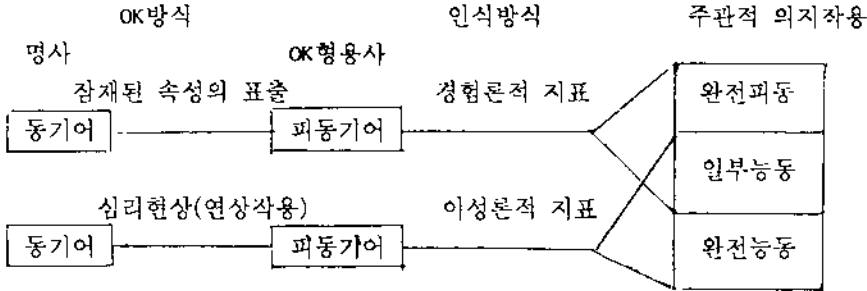 OK방식 인식방식 주관적 의지작용
명사 OK형용사
잠재된 속성의 표출 경험론적 지표 완전피동
동기어 피동기어
일부능동
심리현상(연상작용) 이성론적 지표
동기어 피동기어 완전능동